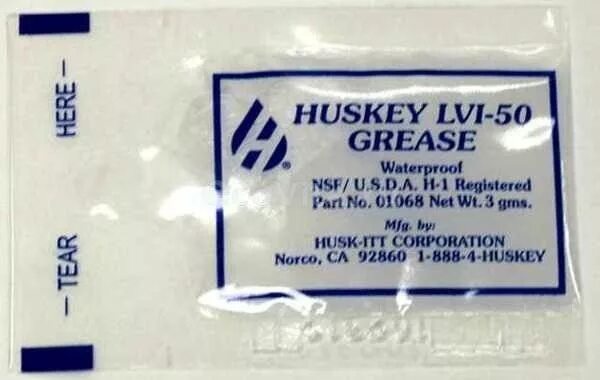 — TEAR HERE —
HUSKEY LVI-50
GREASE
®
Waterproof
NSF/ U.S.D.A. H-1 Registered
Part No. 01068 Net Wt. 3 gms.
Mfg. by:
HUSK-ITT CORPORATION
Norco, CA 92860 1-888-4-HUSKEY